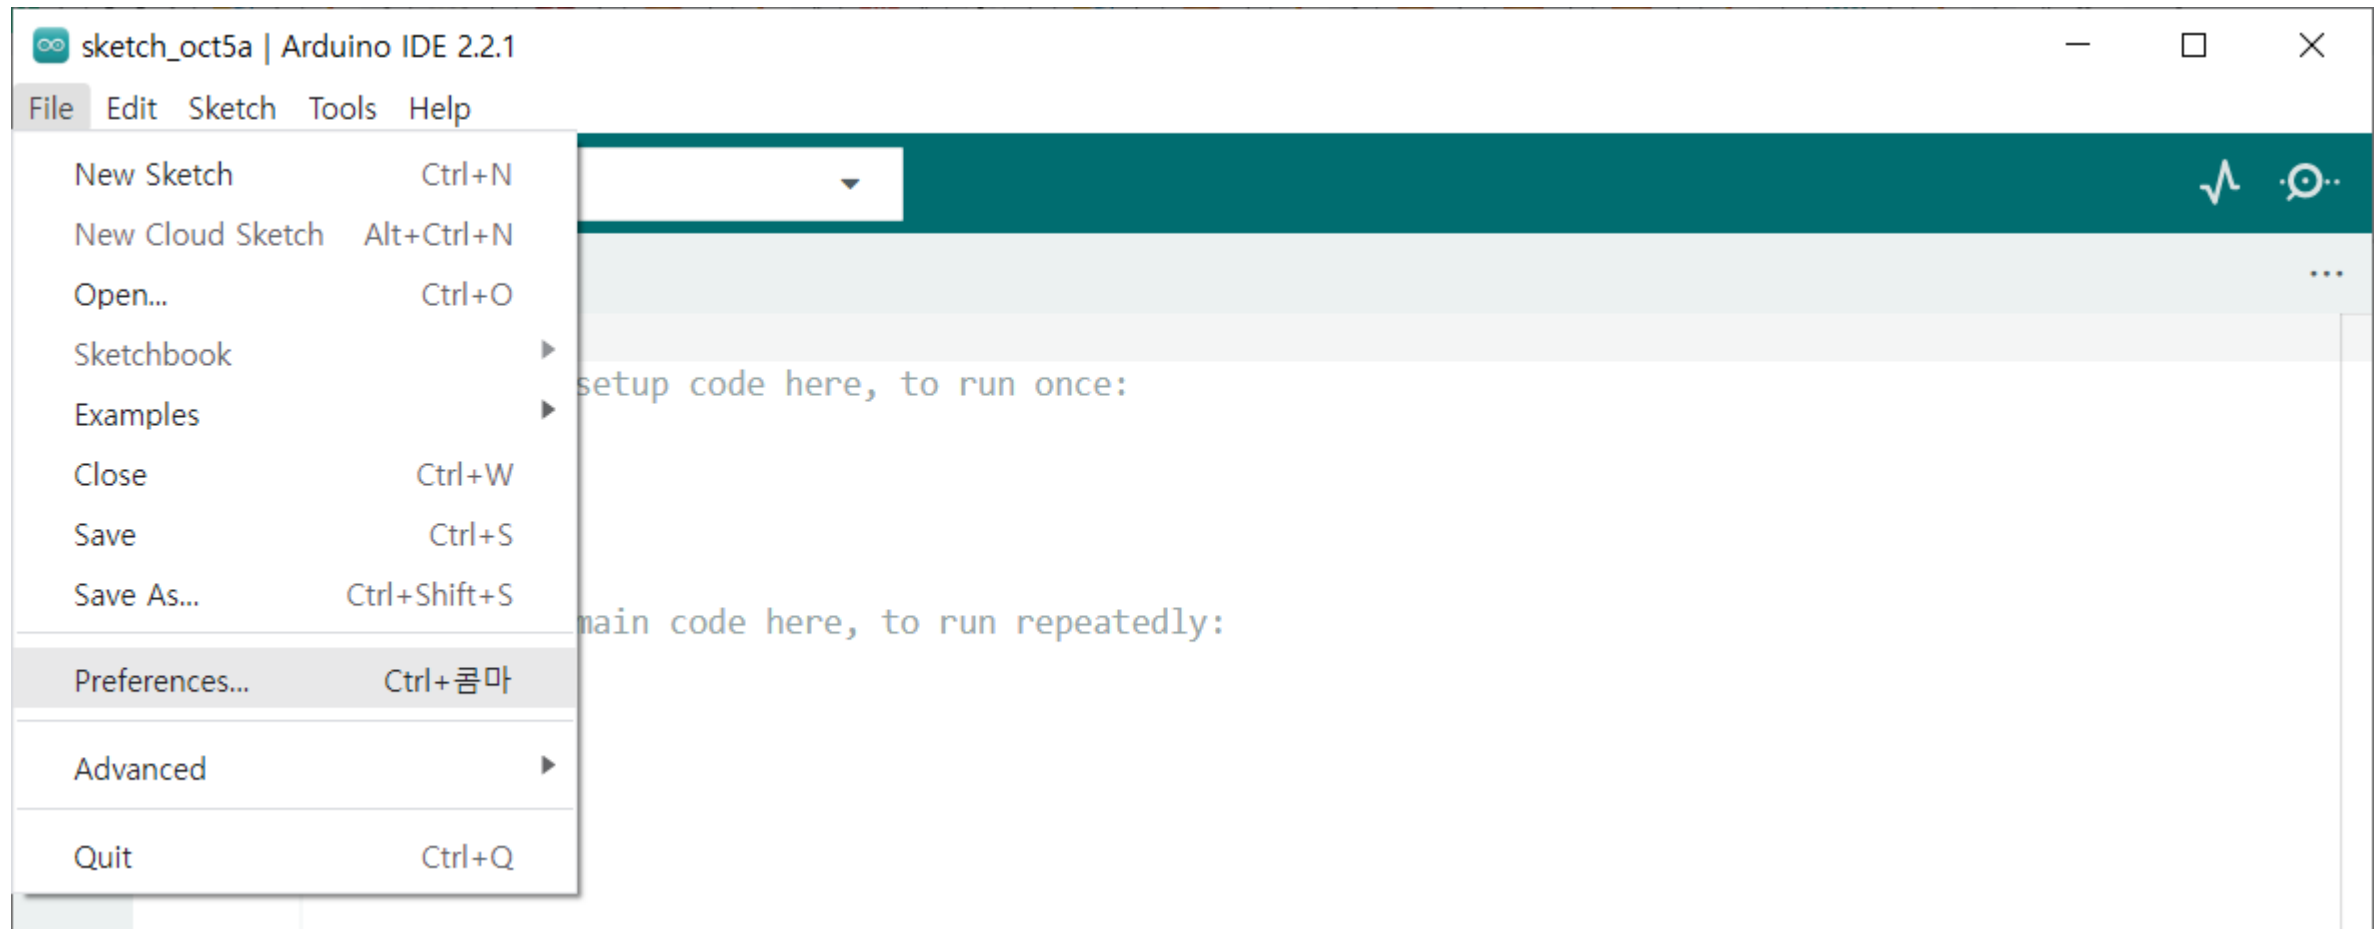 sketch_oct5a | Arduino IDE 2.2.1
File Edit Sketch Tools Help
New Sketch Ctrl+N
New Cloud Sketch Alt+Ctrl+N
Open... Ctrl+O
Sketchbook
Examples
Close Ctrl+W
Save Ctrl+S
Save As... Ctrl+Shift+S
Preferences... Ctrl+콤마
Advanced
Quit Ctrl+Q
setup code here, to run once:
main code here, to run repeatedly: